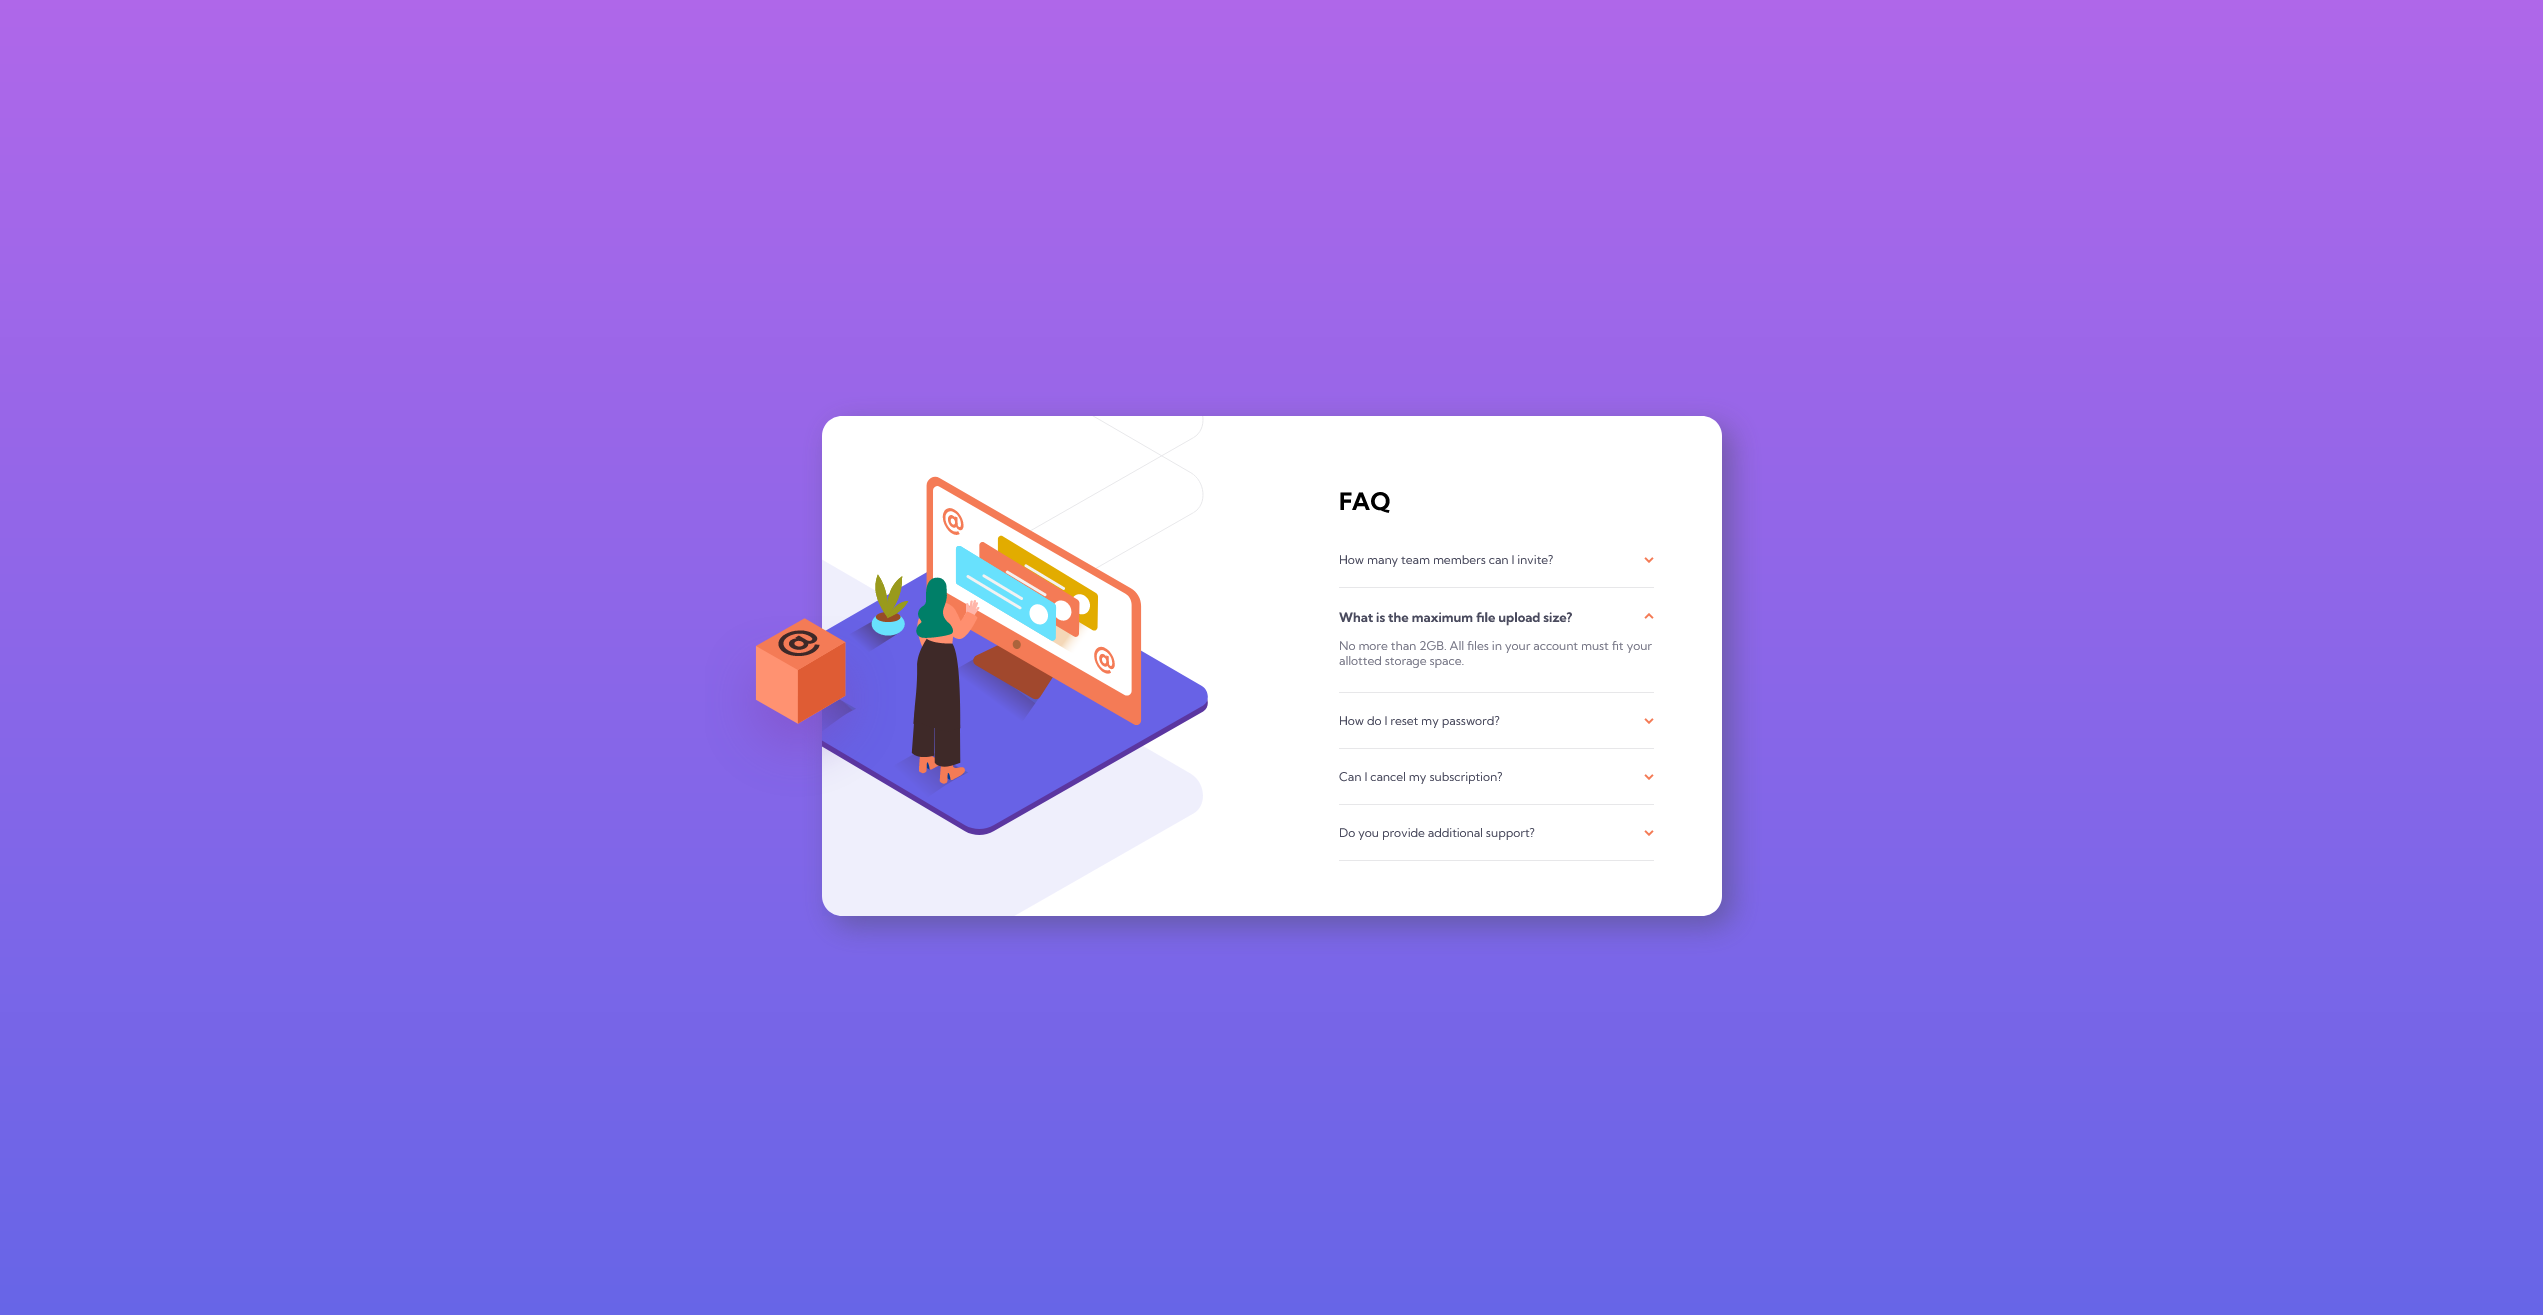 FAQ
How many team members can I invite?
What is the maximum file upload size?
No more than 2GB. All files in your account must fit your
allotted storage space.
How do I reset my password?
Can I cancel my subscription?
Do you provide additional support?
@
@
@